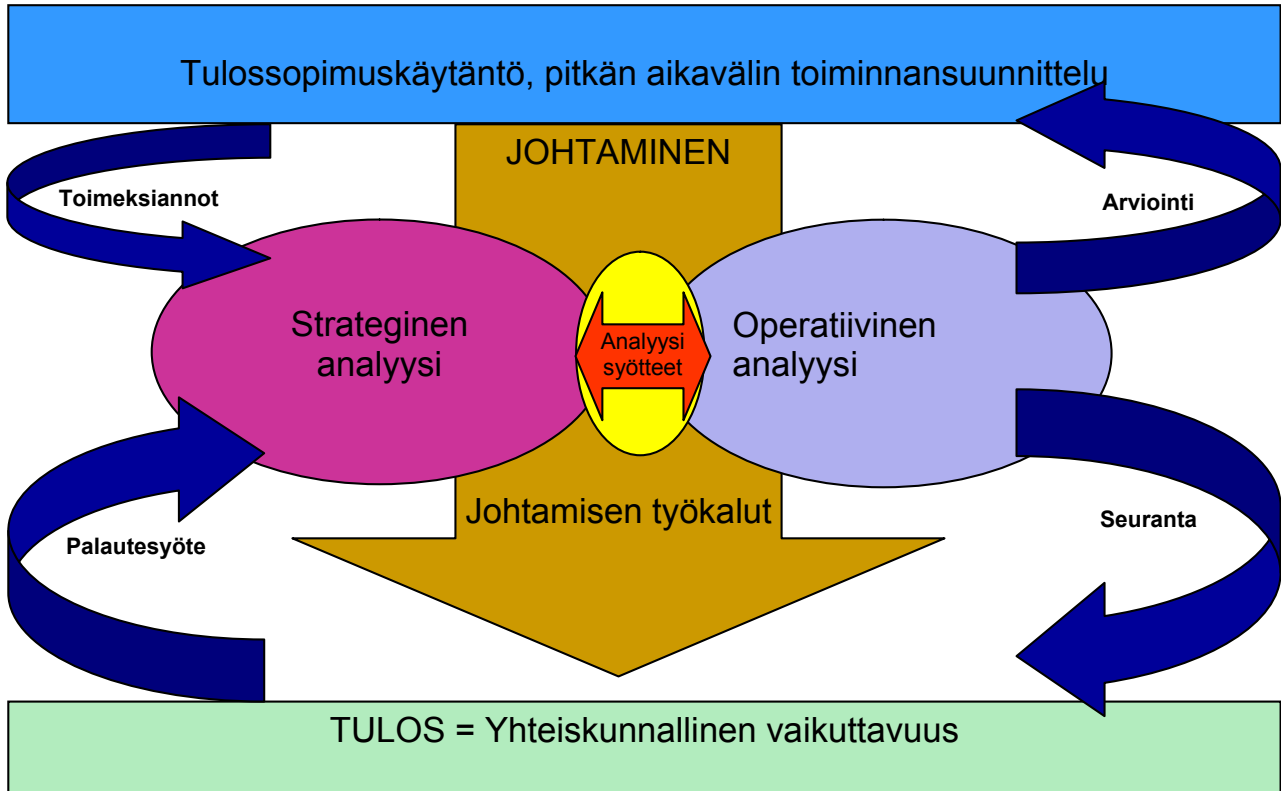 Tulossopimuskäytäntö, pitkän aikavälin toiminnansuunnittelu
JOHTAMINEN
Toimeksiannot
Arviointi
Strateginen
analyysi
Analyysi
syötteet
Operatiivinen
analyysi
Johtamisen työkalut
Palautesyöte
Seuranta
TULOS = Yhteiskunnallinen vaikuttavuus